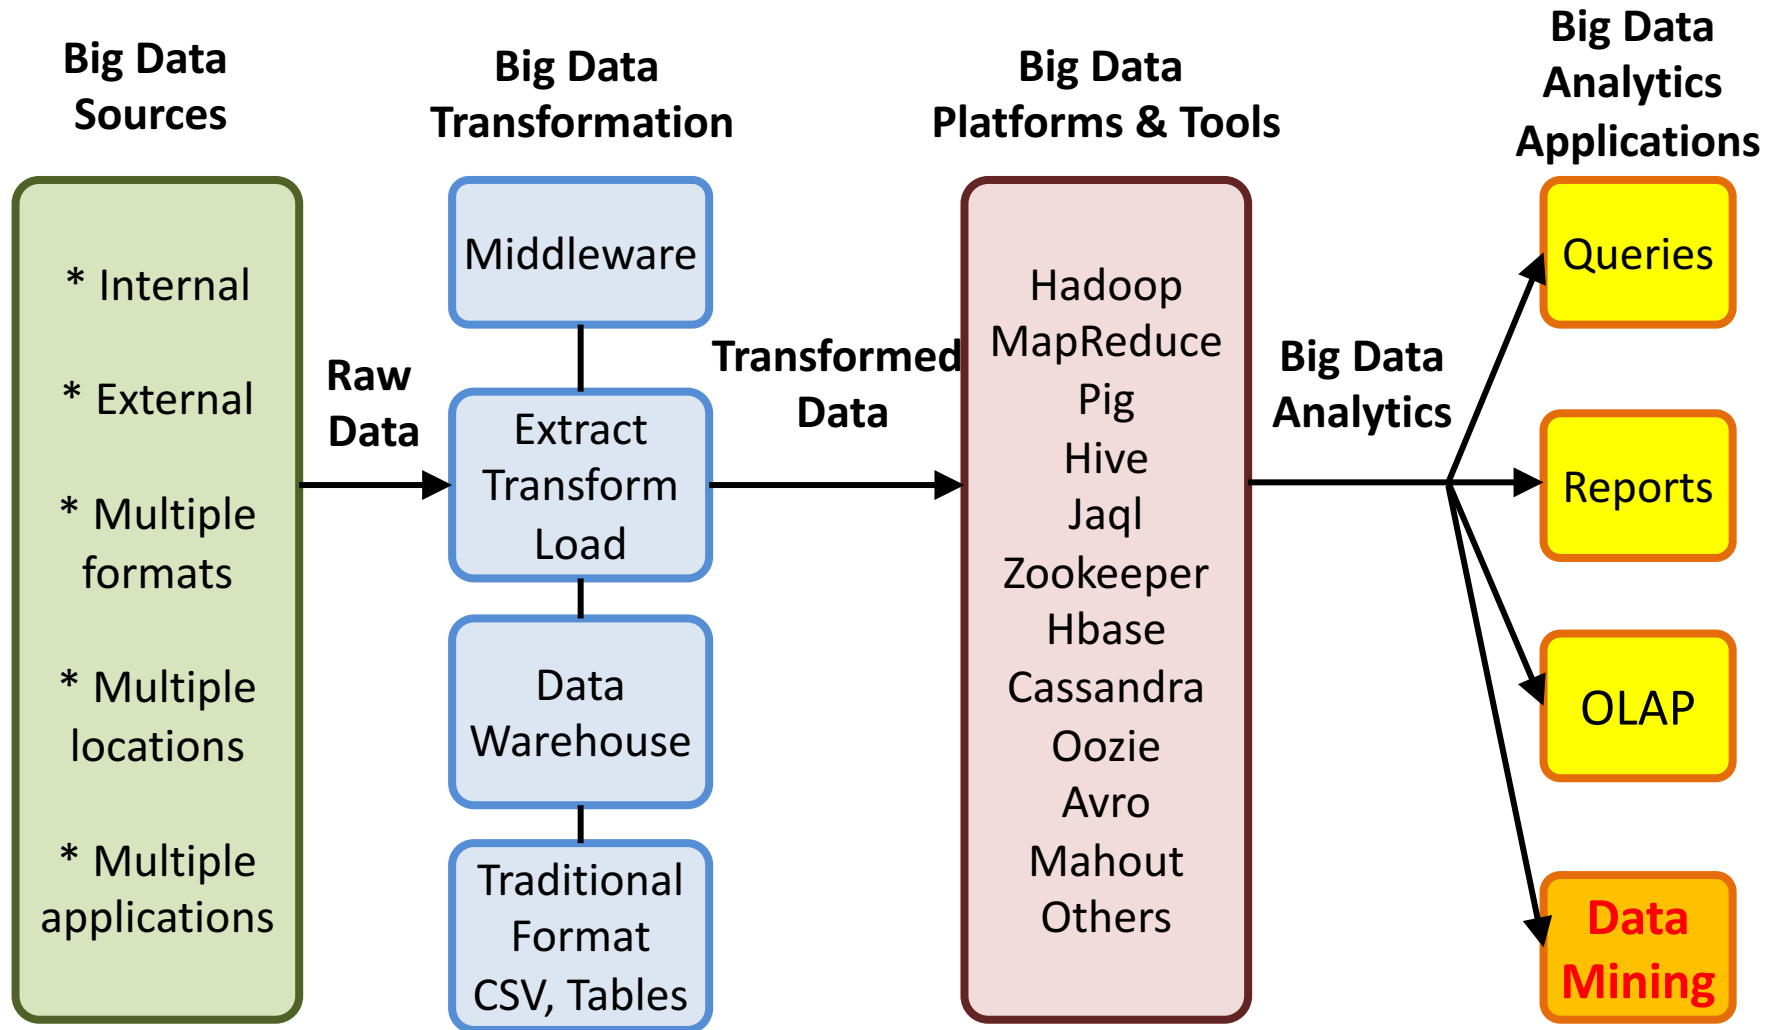 Big Data
Sources
Big Data
Transformation
Big Data
Platforms & Tools
Big Data
Analytics
Applications
* Internal
* External
* Multiple
formats
* Multiple
locations
* Multiple
applications
Raw
Data
Middleware
Extract
Transform
Load
Data
Warehouse
Traditional
Format
CSV, Tables
Transformed
Data
Hadoop
MapReduce
Pig
Hive
Jaql
Zookeeper
Hbase
Cassandra
Oozie
Avro
Mahout
Others
Big Data
Analytics
Queries
Reports
OLAP
Data
Mining